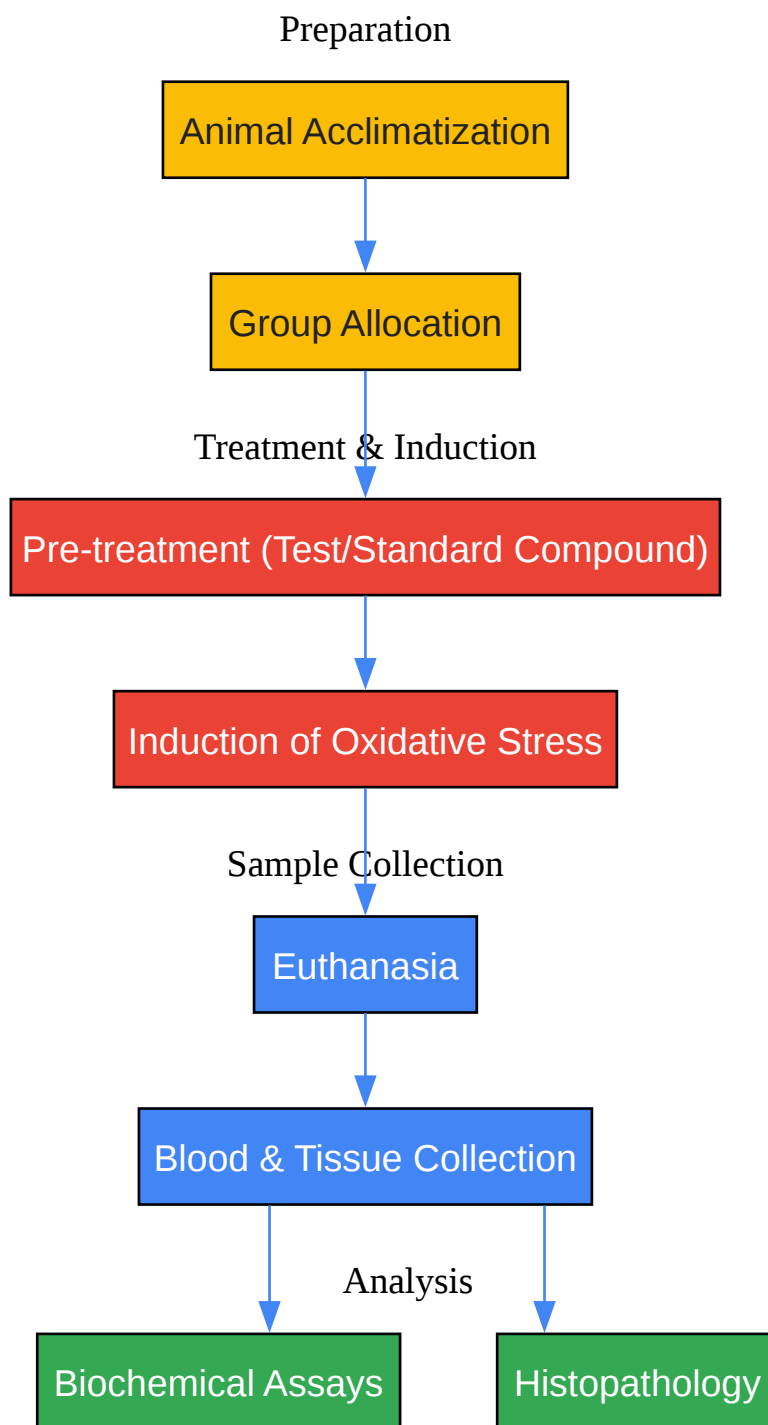 Preparation
Animal Acclimatization
Group Allocation
Treatment & Induction
Pre-treatment (Test/Standard Compound)
Induction of Oxidative Stress
Sample Collection
Euthanasia
Blood & Tissue Collection
Analysis
Biochemical Assays
Histopathology